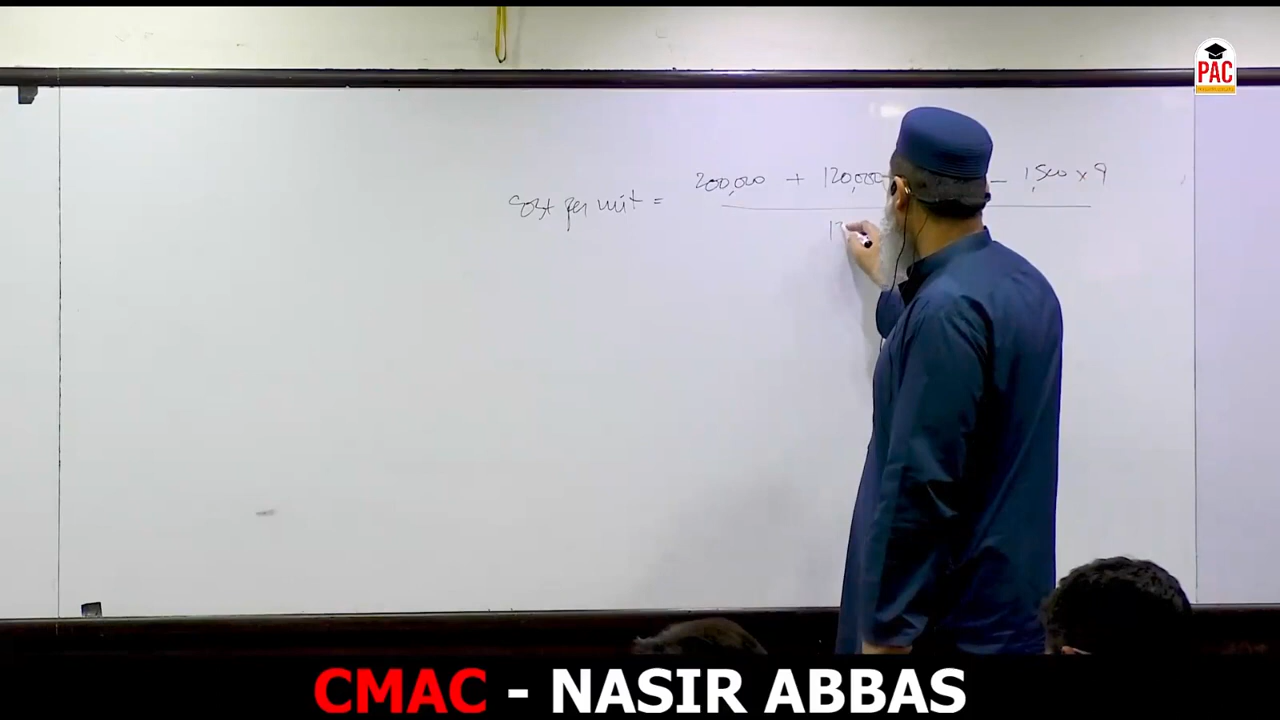 PAC
200,000 + 120,000 - 1,500 x 9
Cost per unit =
CMAC - NASIR ABBAS